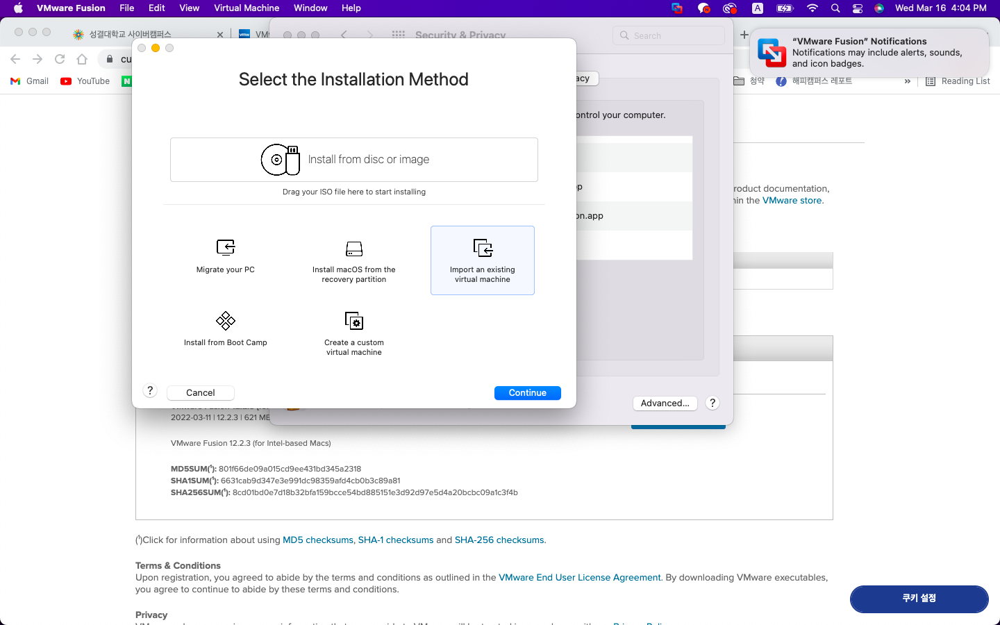 VMware Fusion File Edit View Virtual Machine Window Help A Wed Mar 16 4:04 PM
성결대학교 사이버캠퍼스 vmw VM
Security & Privacy Search
cu
"VMware Fusion" Notifications
Notifications may include alerts, sounds,
and icon badges.
Gmail YouTube N 청약 해피캠퍼스 레포트 » Reading List
Select the Installation Method
acy
ontrol your computer.
Install from disc or image
Drag your ISO file here to start installing
on.app
roduct documentation,
hin the VMware store.
Migrate your PC
Install macOS from the
recovery partition
Import an existing
virtual machine
Install from Boot Camp
Create a custom
virtual machine
? Cancel Continue
Advanced... ?
2022-03-11 | 12.2.3 | 621 ME
VMware Fusion 12.2.3 (for Intel-based Macs)
MD5SUM(¹): 801f66de09a015cd9ee431bd345a2318
SHA1SUM(¹): 6631cab9d347e3e991dc98359afd4cb0b3c89a81
SHA256SUM(¹): 8cd01bd0e7d18b32bfa159bcce54bd885151e3d92d97e5d4a20bcbc09a1c3f4b
(¹)Click for information about using MD5 checksums, SHA-1 checksums and SHA-256 checksums.
Terms & Conditions
Upon registration, you agreed to abide by the terms and conditions as outlined in the VMware End User License Agreement. By downloading VMware executables,
you agree to continue to abide by these terms and conditions.
쿠키 설정
Privacy